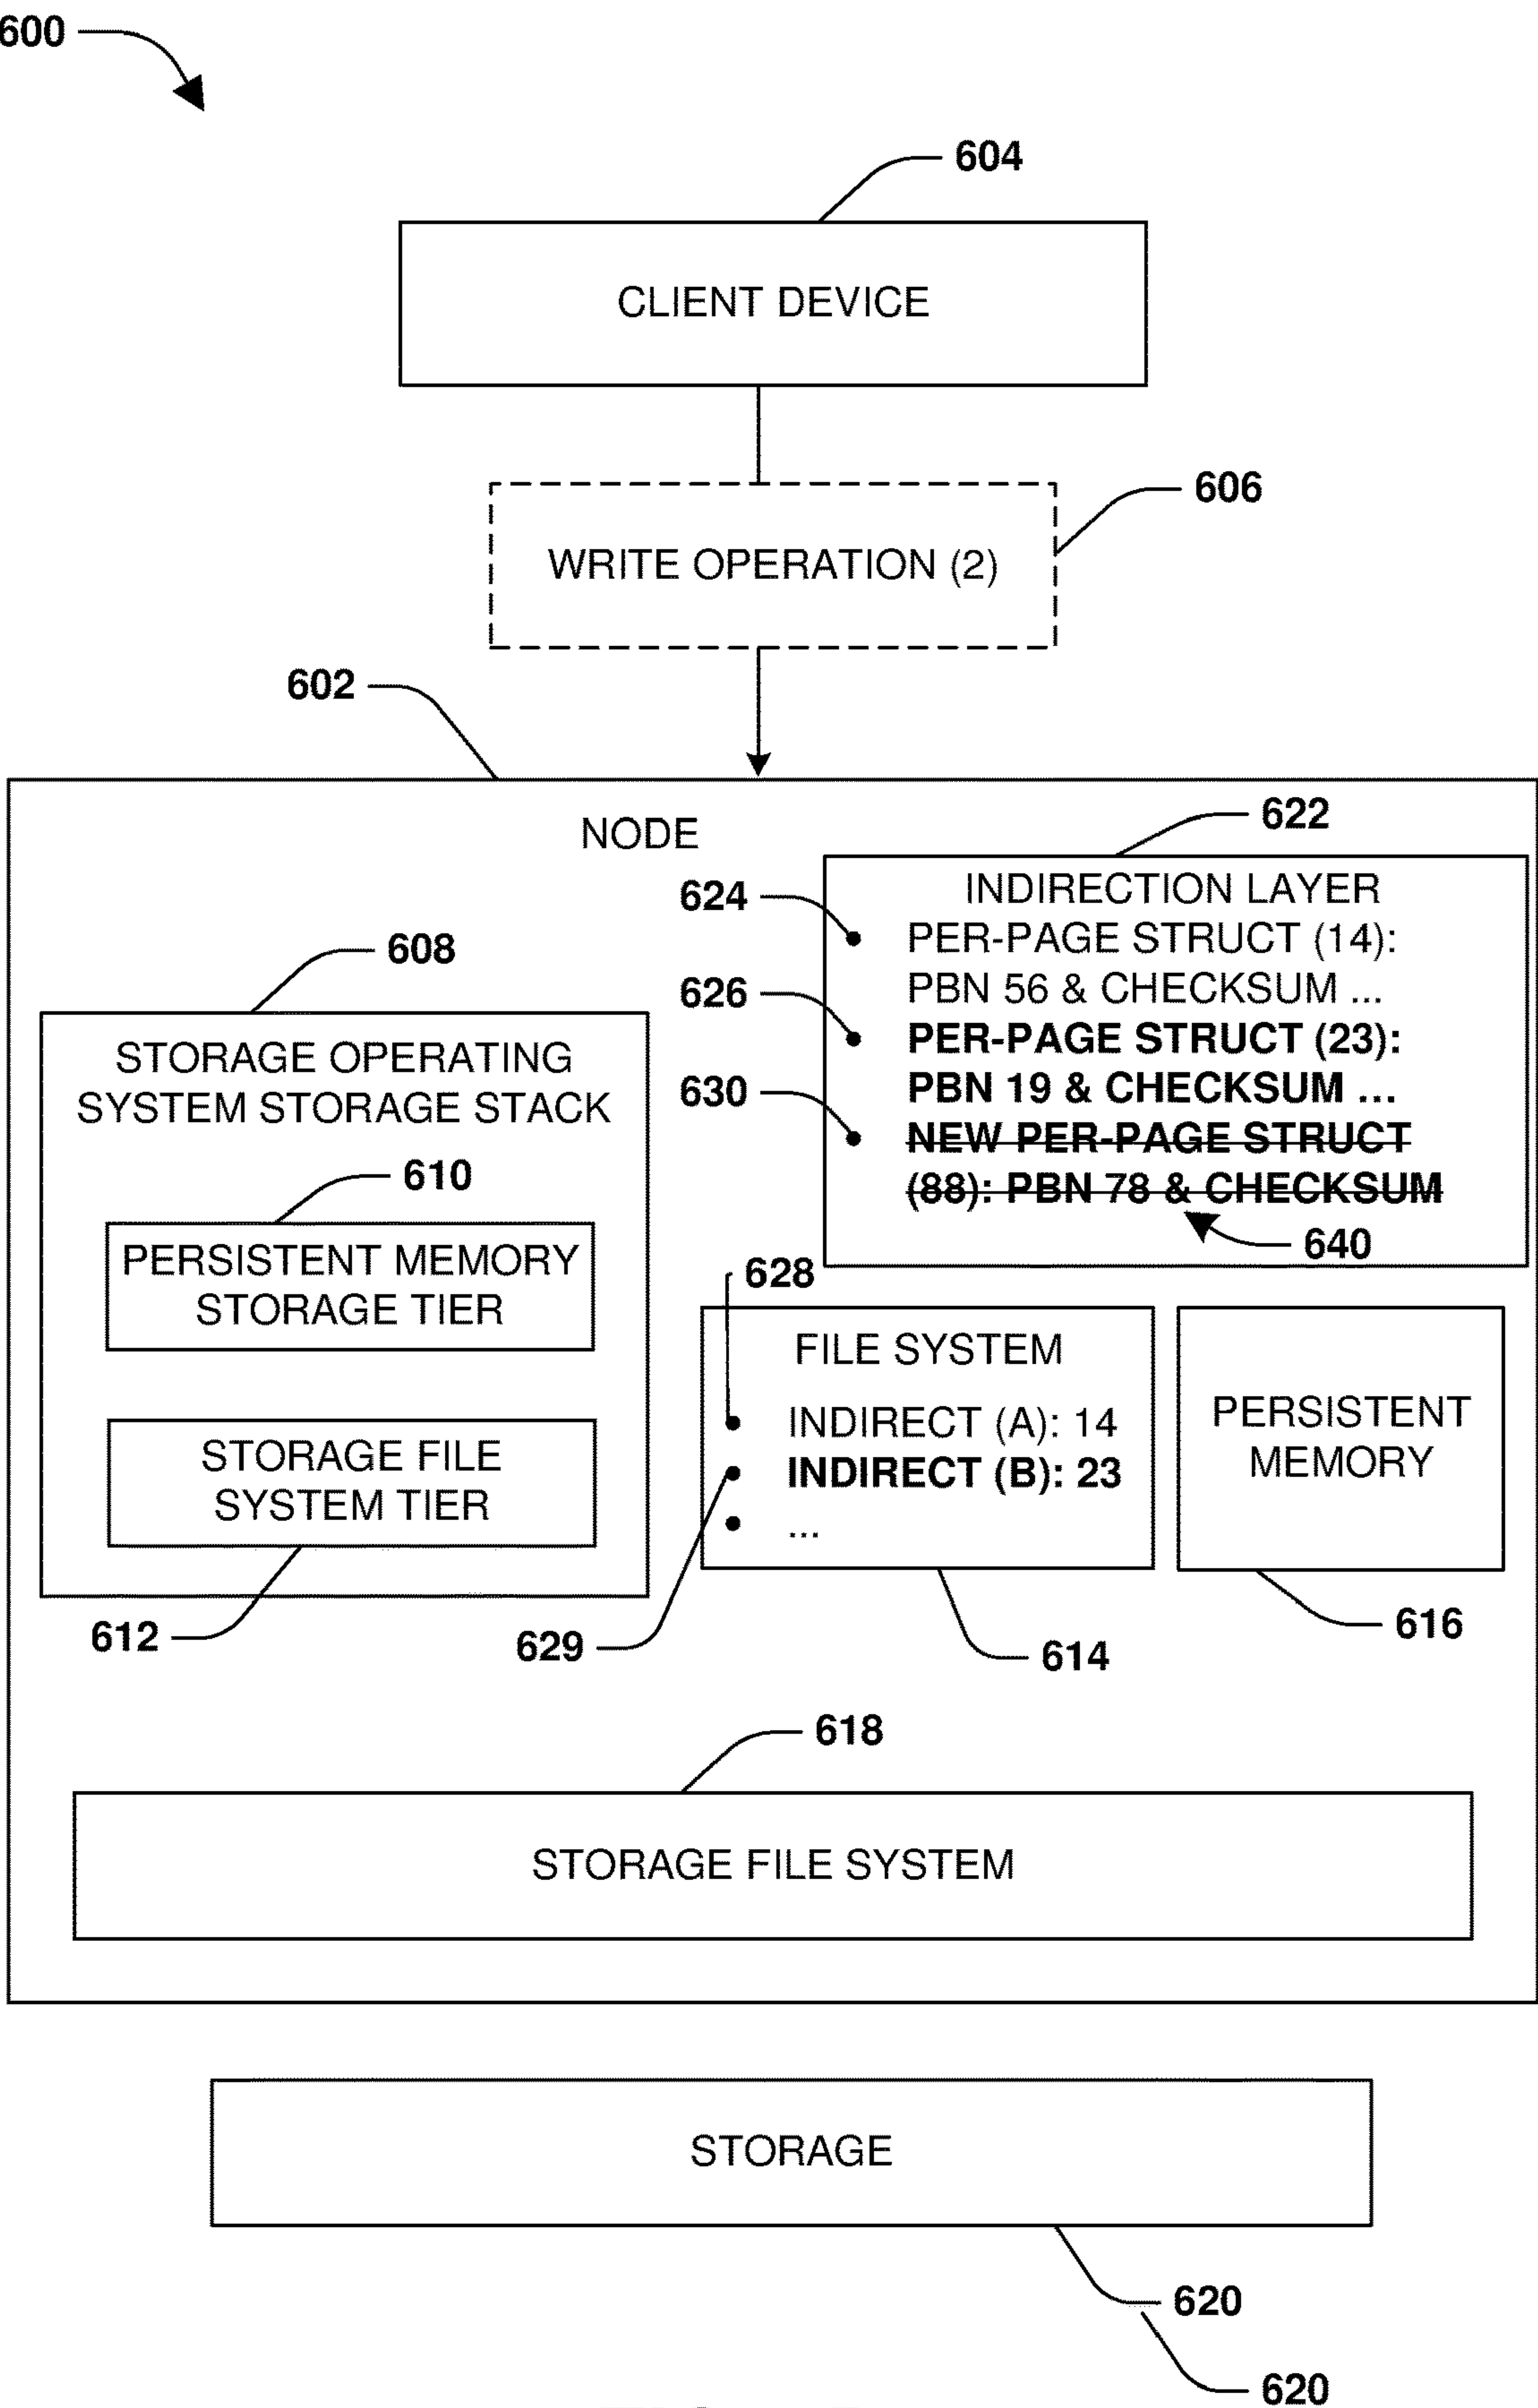 600
604
CLIENT DEVICE
606
WRITE OPERATION (2)
602
NODE
622
INDIRECTION LAYER
624
PER-PAGE STRUCT (14):
PBN 56 & CHECKSUM ...
626
PER-PAGE STRUCT (23):
PBN 19 & CHECKSUM ...
630
NEW PER-PAGE STRUCT
(88): PBN 78 & CHECKSUM
640
608
STORAGE OPERATING
SYSTEM STORAGE STACK
610
PERSISTENT MEMORY
STORAGE TIER
STORAGE FILE
SYSTEM TIER
612
628
FILE SYSTEM
INDIRECT (A): 14
INDIRECT (B): 23
...
629
614
PERSISTENT
MEMORY
616
618
STORAGE FILE SYSTEM
STORAGE
620
620